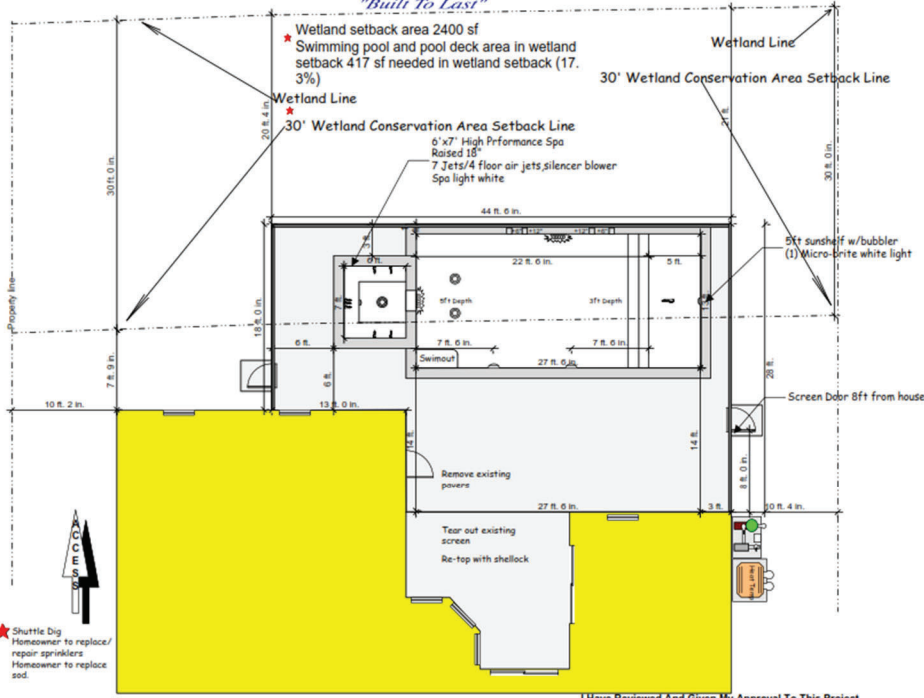 "Built To Last"
Wetland setback area 2400 sf
Swimming pool and pool deck area in wetland
setback 417 sf needed in wetland setback (17.
3%)
Wetland Line
30' Wetland Conservation Area Setback Line
Wetland Line
30' Wetland Conservation Area Setback Line
6'x7' High Prformance Spa
Raised 18"
7 Jets/4 floor air jets,silencer blower
Spa light white
20 ft. 4 in.
21 ft.
30 ft. 0 in.
30 ft. 0 in.
44 ft. 6 in.
3 ft.
6 ft.
22 ft. 6 in.
5 ft.
5ft sunshelf w/bubbler
(1) Micro-brite white light
7 ft.
5ft Depth
3ft Depth
Property line
18 ft. 0 in.
6 ft.
7 ft. 6 in.
7 ft. 6 in.
Swimout
27 ft. 6 in.
28 ft.
7 ft. 9 in.
6 ft.
10 ft. 2 in.
13 ft. 0 in.
Screen Door 8ft from house
14 ft.
14 ft.
Remove existing
pavers
8 ft. 0 in.
27 ft. 6 in.
3 ft.
10 ft. 4 in.
Tear out existing
screen
Re-top with shellock
ACCESS
Shuttle Dig
Homeowner to replace/
repair sprinklers
Homeowner to replace
sod.
I Have Reviewed And Given My Approval To This Project